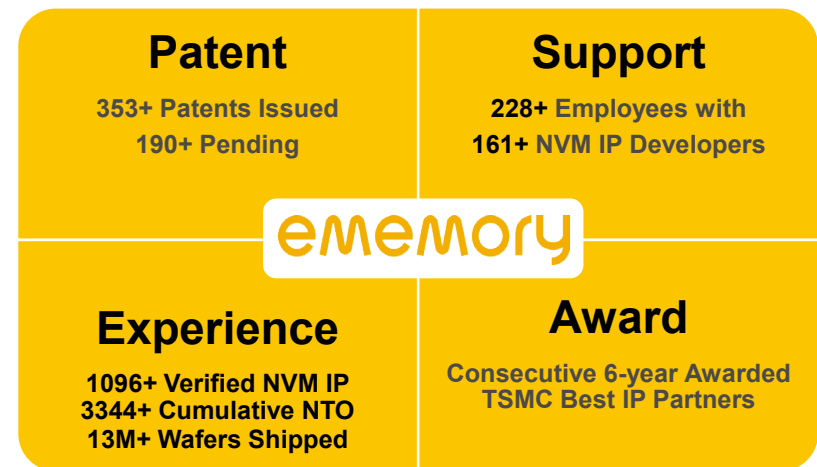 Patent
353+ Patents Issued
190+ Pending
Support
228+ Employees with
161+ NVM IP Developers
ememory
Experience
1096+ Verified NVM IP
3344+ Cumulative NTO
13M+ Wafers Shipped
Award
Consecutive 6-year Awarded
TSMC Best IP Partners